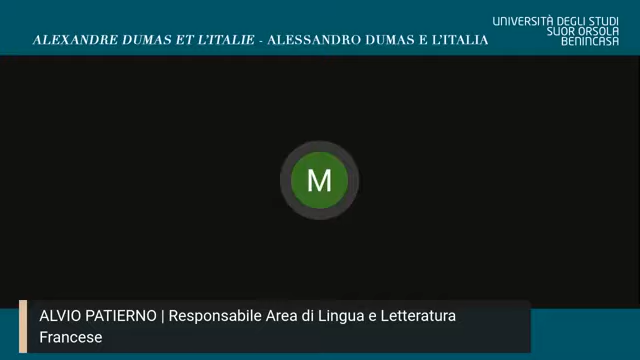 UNIVERSITÀ DEGLI STUDI
SUOR ORSOLA
BENINCASA
ALEXANDRE DUMAS ET L'ITALIE - ALESSANDRO DUMAS E L'ITALIA
M
ALVIO PATIERNO | Responsabile Area di Lingua e Letteratura
Francese